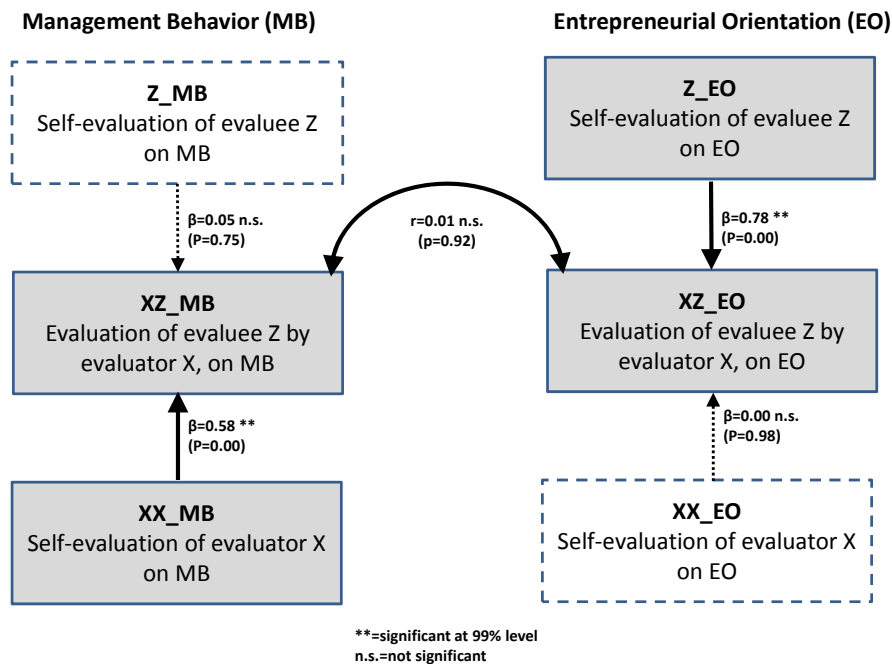 Management Behavior (MB)
Entrepreneurial Orientation (EO)
Z_MB
Self-evaluation of evaluee Z
on MB
Z_EO
Self-evaluation of evaluee Z
on EO
β=0.05 n.s.
(P=0.75)
r=0.01 n.s.
(p=0.92)
β=0.78 **
(P=0.00)
XZ_MB
Evaluation of evaluee Z by
evaluator X, on MB
XZ_EO
Evaluation of evaluee Z by
evaluator X, on EO
β=0.58 **
(P=0.00)
β=0.00 n.s.
(P=0.98)
XX_MB
Self-evaluation of evaluator X
on MB
XX_EO
Self-evaluation of evaluator X
on EO
**=significant at 99% level
n.s.=not significant